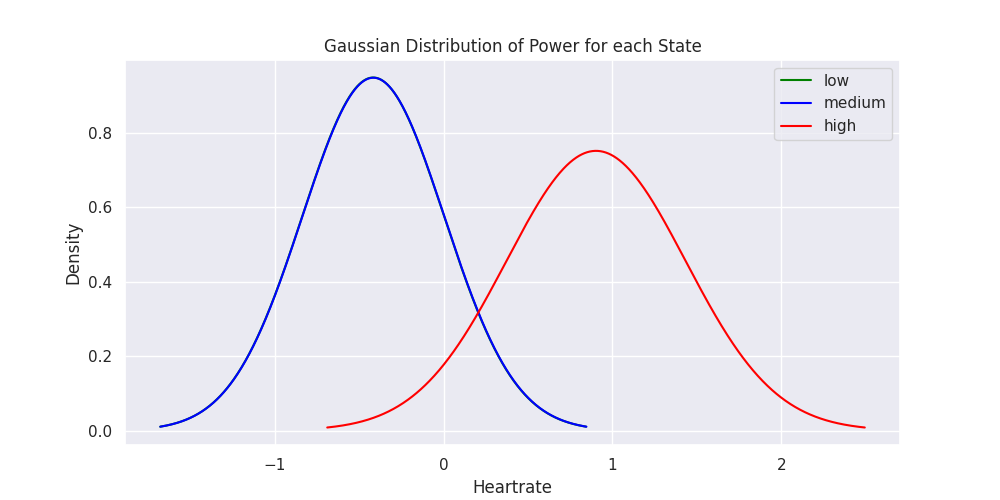 Gaussian Distribution of Power for each State
low
medium
high
Density
0.8
0.6
0.4
0.2
0.0
−1
0
1
2
Heartrate